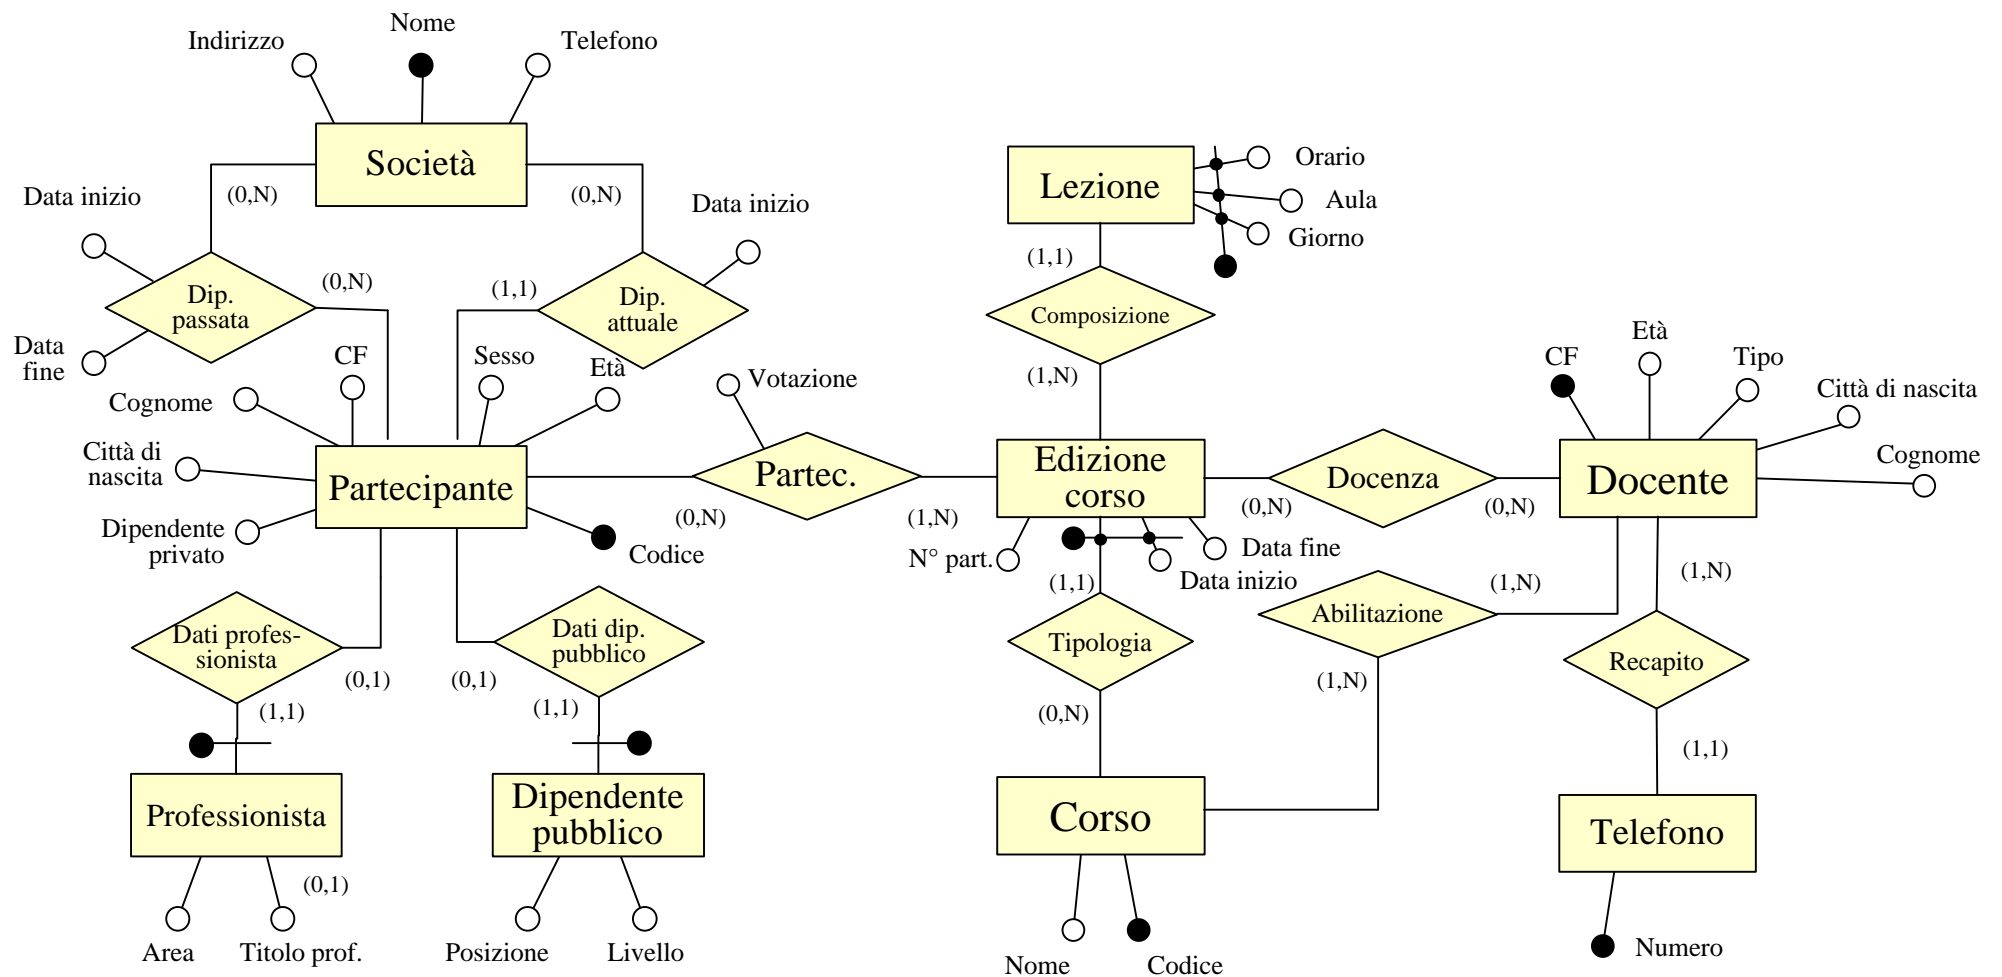 Nome
Indirizzo
Telefono
Società
(0,N)
(0,N)
Data inizio
Data inizio
(0,N)
(1,1)
Dip.
passata
Dip.
attuale
Data
fine
CF
Sesso
Età
Cognome
Votazione
Città di
nascita
Partecipante
Partec.
Dipendente
privato
(0,N)
(1,N)
Codice
Dati profes-
sionista
Dati dip.
pubblico
(0,1)
(0,1)
(1,1)
(1,1)
Professionista
Dipendente
pubblico
(0,1)
Area
Titolo prof.
Posizione
Livello
Lezione
Orario
Aula
Giorno
(1,1)
Composizione
(1,N)
Edizione
corso
Docenza
(0,N)
(0,N)
N° part.
Data fine
Data inizio
(1,1)
Tipologia
(0,N)
Corso
Nome
Codice
CF
Età
Tipo
Città di nascita
Cognome
Docente
(1,N)
(1,N)
Abilitazione
(1,N)
Recapito
(1,1)
Telefono
Numero